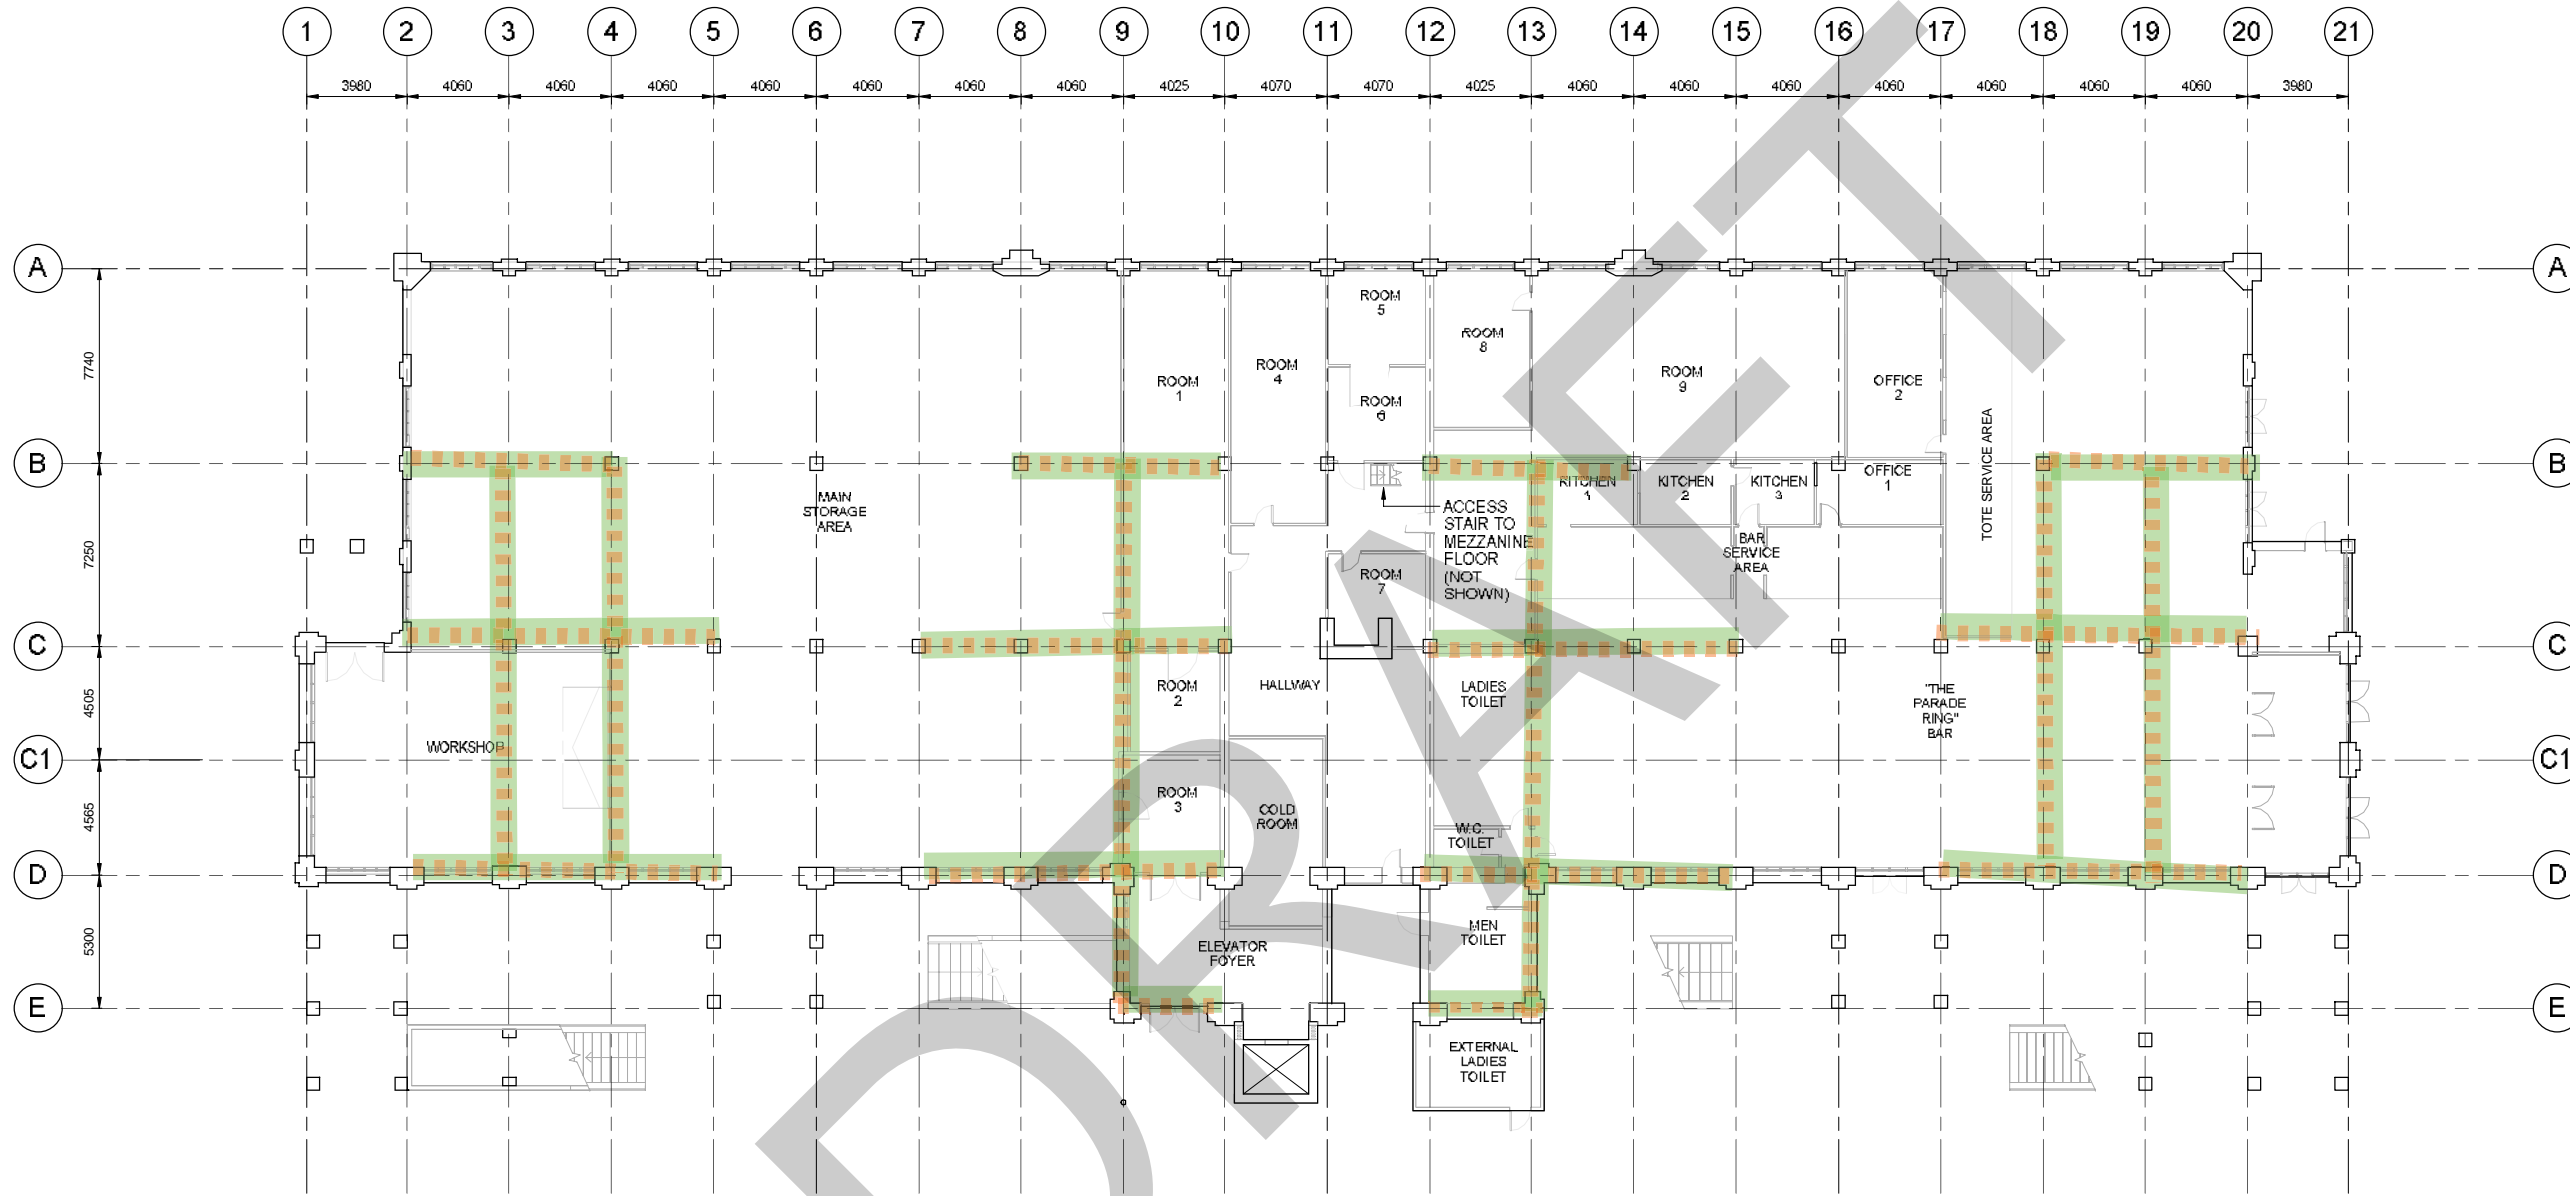 1 2 3 4 5 6 7 8 9 10 11 12 13 14 15 16 17 18 19 20 21
3980 4060 4060 4060 4060 4060 4060 4060 4025 4070 4070 4025 4060 4060 4060 4060 4060 4060 4060 3980
A
A
7740
ROOM
5
ROOM
8
ROOM
4
ROOM
1
ROOM
6
ROOM
9
OFFICE
2
TOTE SERVICE AREA
B
B
MAIN
STORAGE
AREA
KITCHEN
1
KITCHEN
2
KITCHEN
3
OFFICE
1
ACCESS
STAIR TO
MEZZANINE
FLOOR
(NOT
SHOWN)
BAR
SERVICE
AREA
7250
ROOM
7
C
C
4505
ROOM
2
HALLWAY
LADIES
TOILET
"THE
PARADE
RING"
BAR
WORKSHOP
C1
C1
4565
ROOM
3
COLD
ROOM
W.C.
TOILET
D
D
5300
ELEVATOR
FOYER
MEN
TOILET
E
E
EXTERNAL
LADIES
TOILET
DRAFT